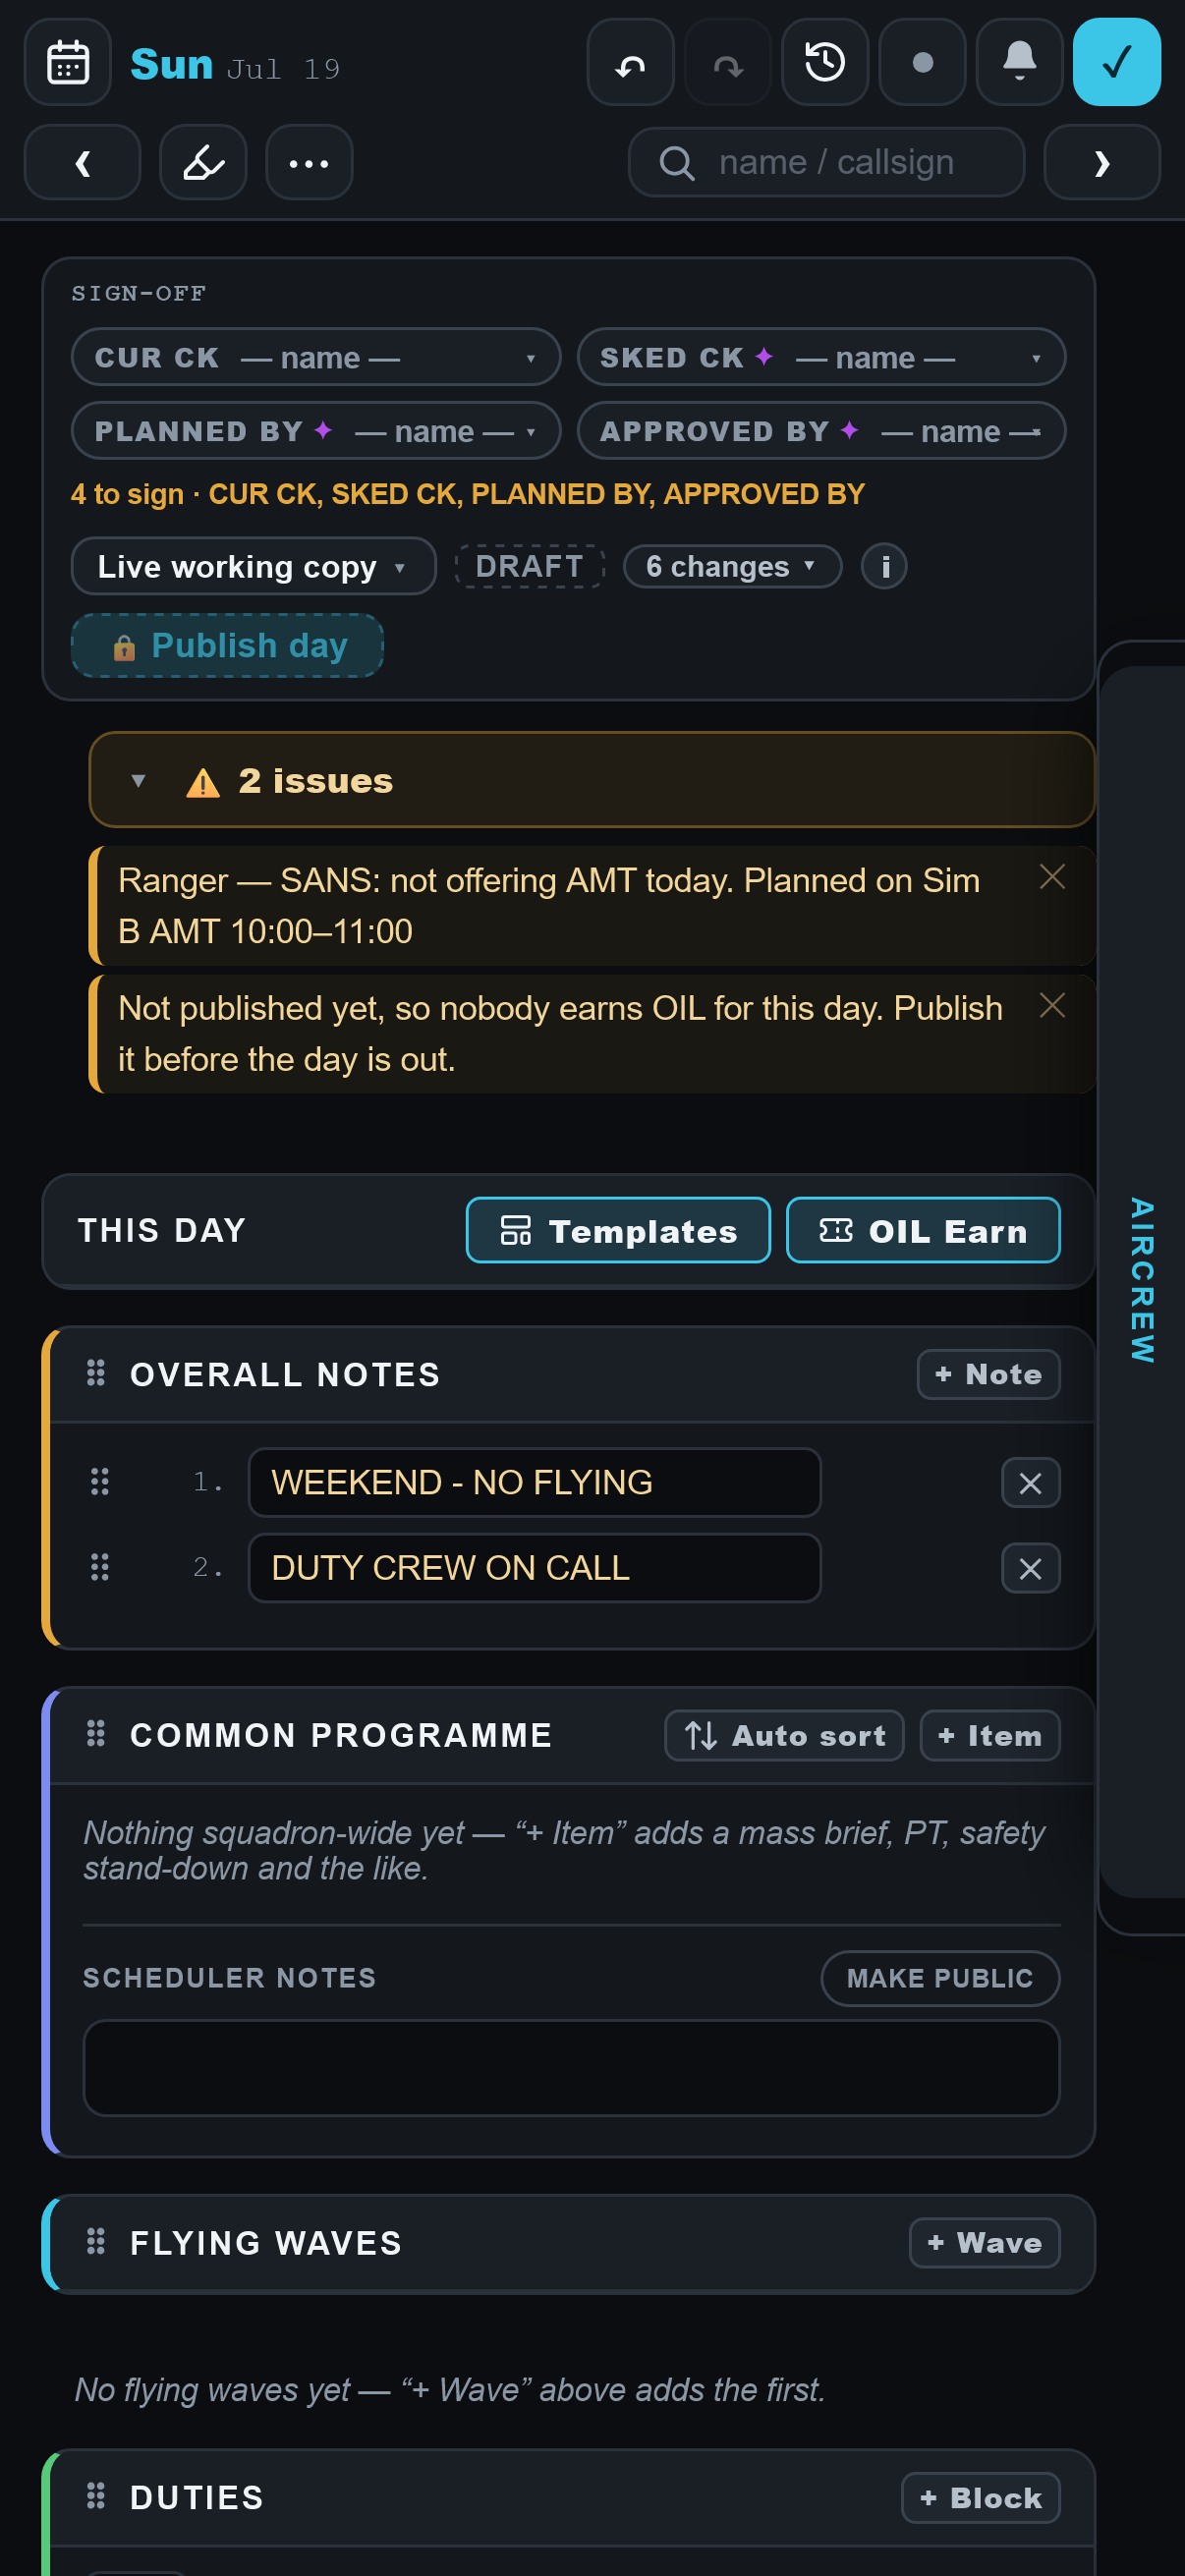 Sun Jul 19
name / callsign
SIGN-OFF
CUR CK — name —
SKED CK ✦ — name —
PLANNED BY ✦ — name —
APPROVED BY ✦ — name —
4 to sign · CUR CK, SKED CK, PLANNED BY, APPROVED BY
Live working copy
DRAFT
6 changes
i
Publish day
2 issues
Ranger — SANS: not offering AMT today. Planned on Sim
B AMT 10:00–11:00
Not published yet, so nobody earns OIL for this day. Publish
it before the day is out.
THIS DAY
Templates
OIL Earn
AIRCREW
OVERALL NOTES
+ Note
1. WEEKEND - NO FLYING
2. DUTY CREW ON CALL
COMMON PROGRAMME
Auto sort
+ Item
Nothing squadron-wide yet — “+ Item” adds a mass brief, PT, safety
stand-down and the like.
SCHEDULER NOTES
MAKE PUBLIC
FLYING WAVES
+ Wave
No flying waves yet — “+ Wave” above adds the first.
DUTIES
+ Block